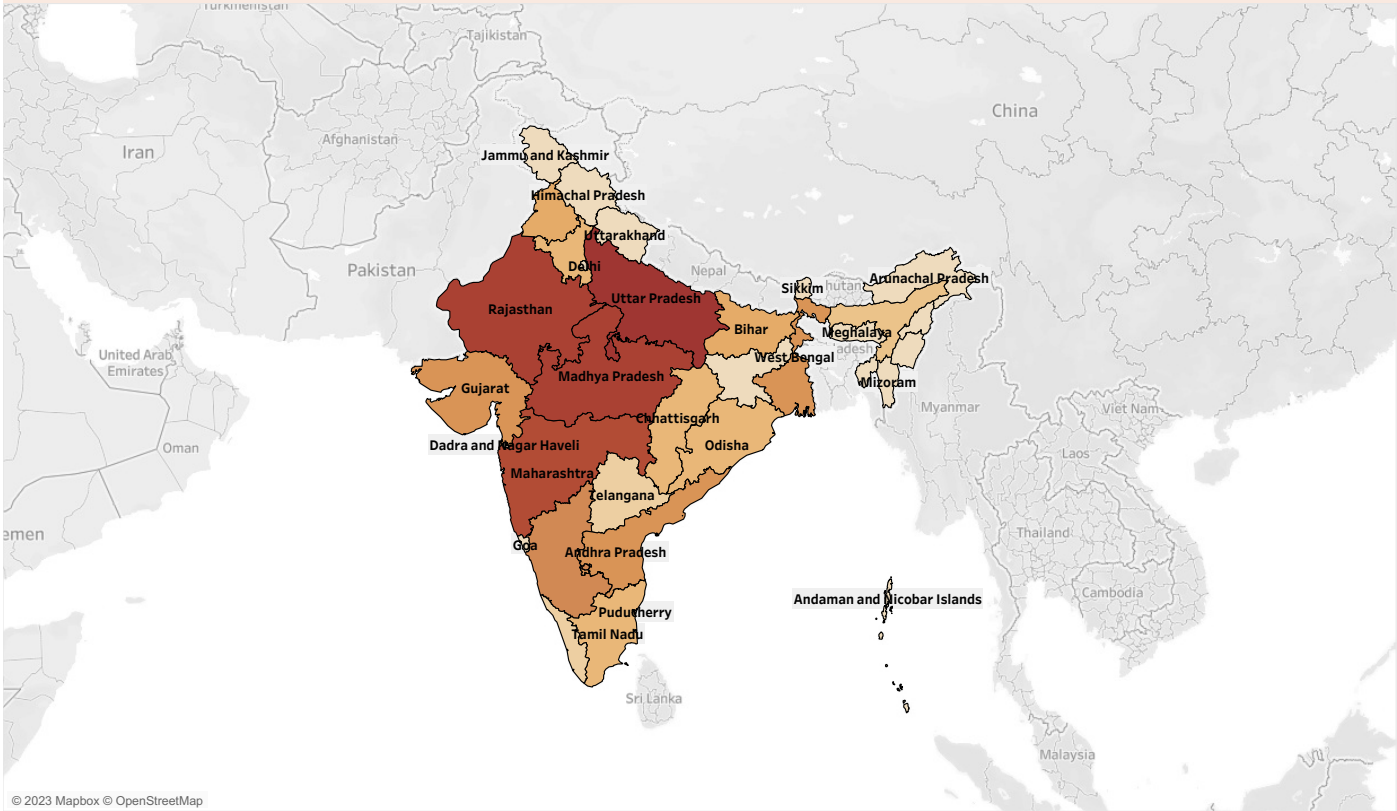 Turkmenistan
Tajikistan
China
Afghanistan
Iran
Jammu and Kashmir
Himachal Pradesh
Uttarakhand
Pakistan
Delhi
Nepal
Arunachal Pradesh
Sikkim
hutan
Uttar Pradesh
Rajasthan
Bihar
Meghalaya
adesh
United Arab
Emirates
West Bengal
Madhya Pradesh
Mizoram
Gujarat
Myanmar
Viet Nam
Chhattisgarh
Oman
Dadra and Nagar Haveli
Odisha
Laos
Maharashtra
Telangana
emen
Thailand
Goa
Andhra Pradesh
Cambodia
Andaman and Nicobar Islands
Puducherry
Tamil Nadu
Sri Lanka
Malaysia
© 2023 Mapbox © OpenStreetMap